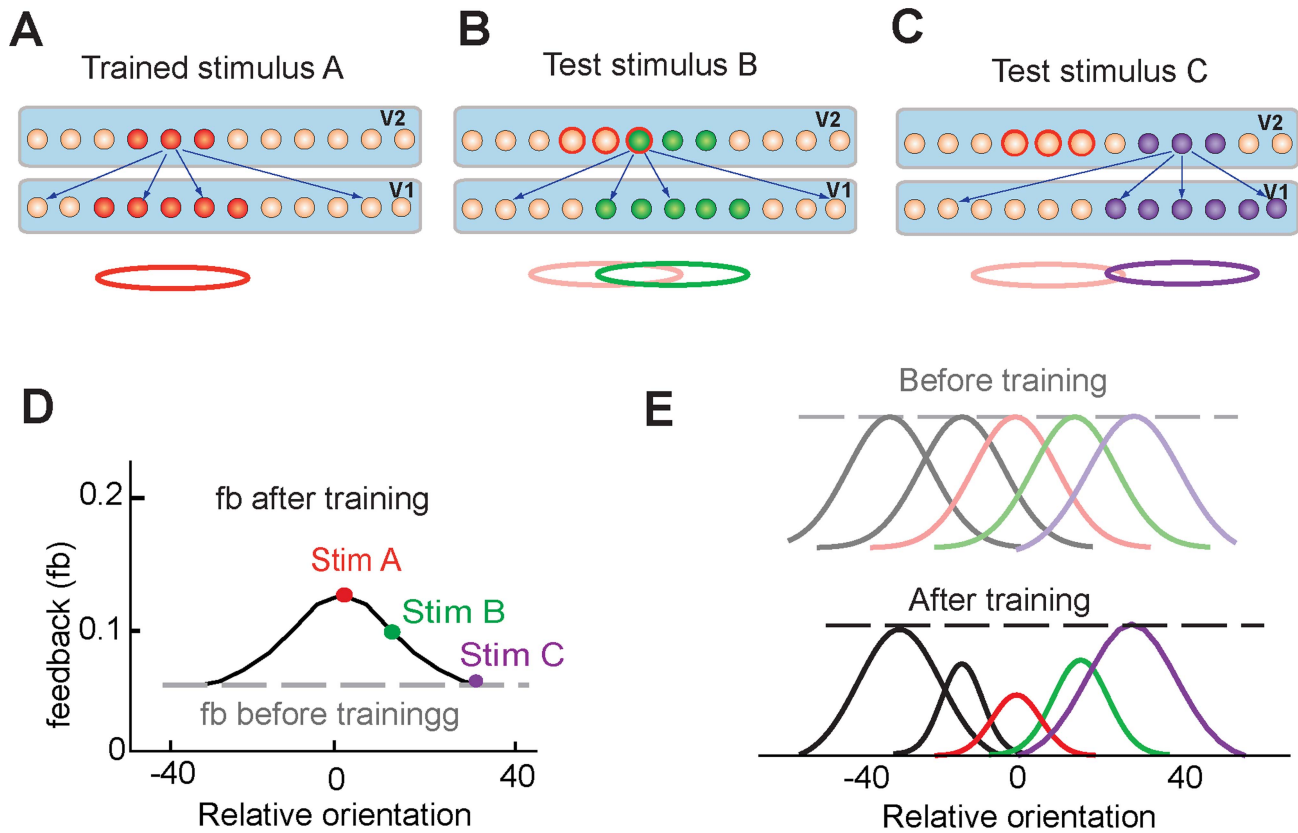 A
Trained stimulus A
V2
V1
B
Test stimulus B
V2
V1
C
Test stimulus C
V2
V1
D
feedback (fb)
0.2
0.1
0
fb after training
Stim A
Stim B
Stim C
fb before trainingg
-40
0
40
Relative orientation
E
Before training
After training
-40
0
40
Relative orientation